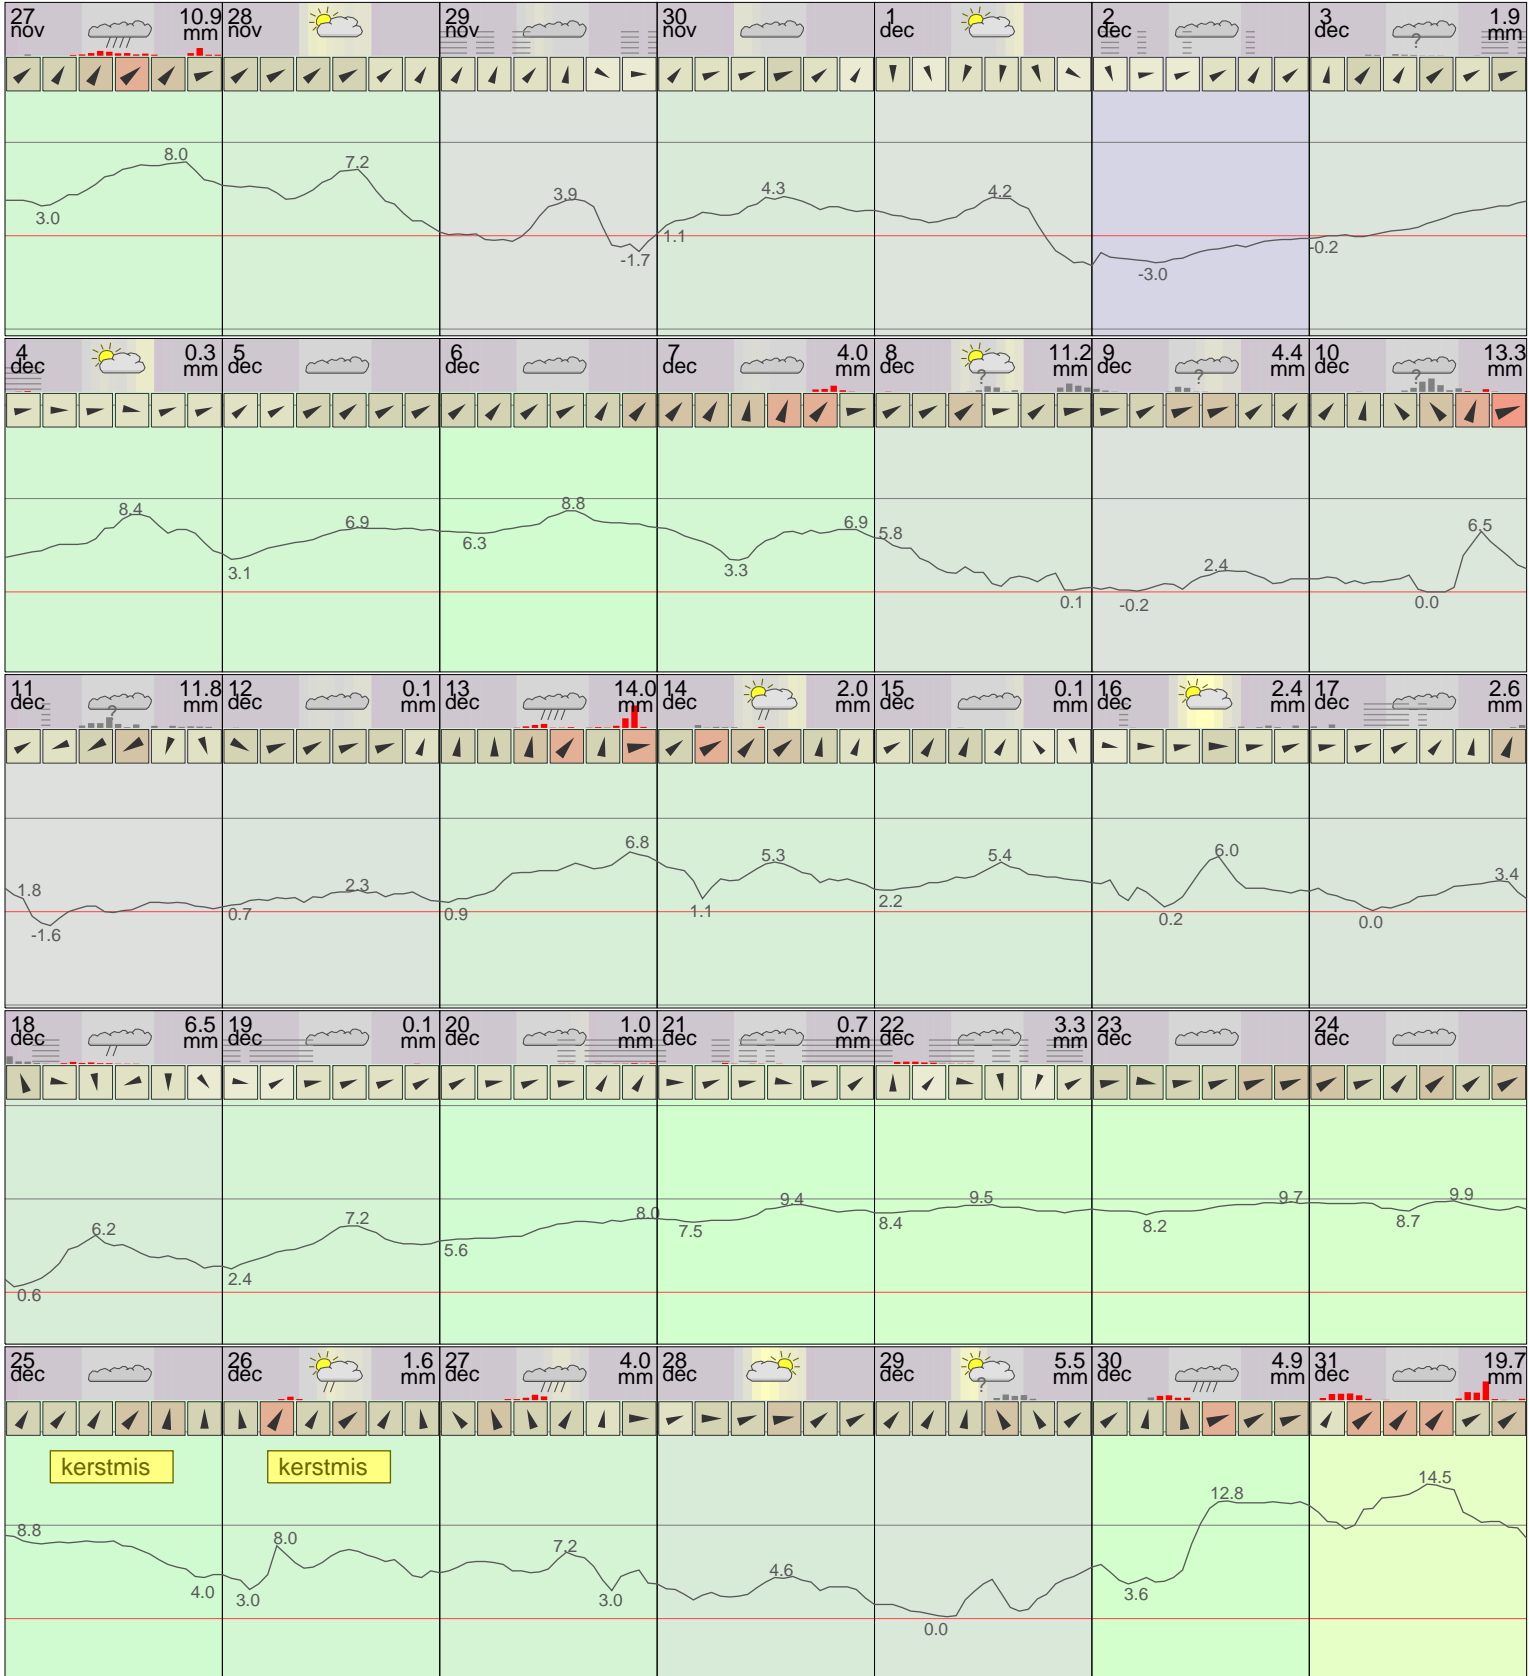 27 nov 10.9 mm
28 nov
29 nov
30 nov
1 dec
2 dec
3 dec 1.9 mm
?
3.0 8.0
7.2
3.9 -1.7
1.1 4.3
4.2
-3.0
-0.2
4 dec 0.3 mm
5 dec
6 dec
7 dec 4.0 mm
8 dec 11.2 mm
9 dec 4.4 mm
10 dec 13.3 mm
? ? ?
8.4
3.1 6.9
6.3 8.8
3.3 6.9
5.8 0.1
-0.2 2.4
0.0 6.5
11 dec 11.8 mm
12 dec 0.1 mm
13 dec 14.0 mm
14 dec 2.0 mm
15 dec 0.1 mm
16 dec 2.4 mm
17 dec 2.6 mm
?
1.8 -1.6
0.7 2.3
0.9 6.8
1.1 5.3
2.2 5.4
0.2 6.0
0.0 3.4
18 dec 6.5 mm
19 dec 0.1 mm
20 dec 1.0 mm
21 dec 0.7 mm
22 dec 3.3 mm
23 dec
24 dec
0.6 6.2
2.4 7.2
5.6 8.0
7.5 9.4
8.4 9.5
8.2 9.7
8.7 9.9
25 dec
26 dec 1.6 mm
27 dec 4.0 mm
28 dec
29 dec 5.5 mm
30 dec 4.9 mm
31 dec 19.7 mm
?
kerstmis
kerstmis
8.8 4.0
3.0 8.0
7.2 3.0
4.6
0.0
3.6 12.8
14.5